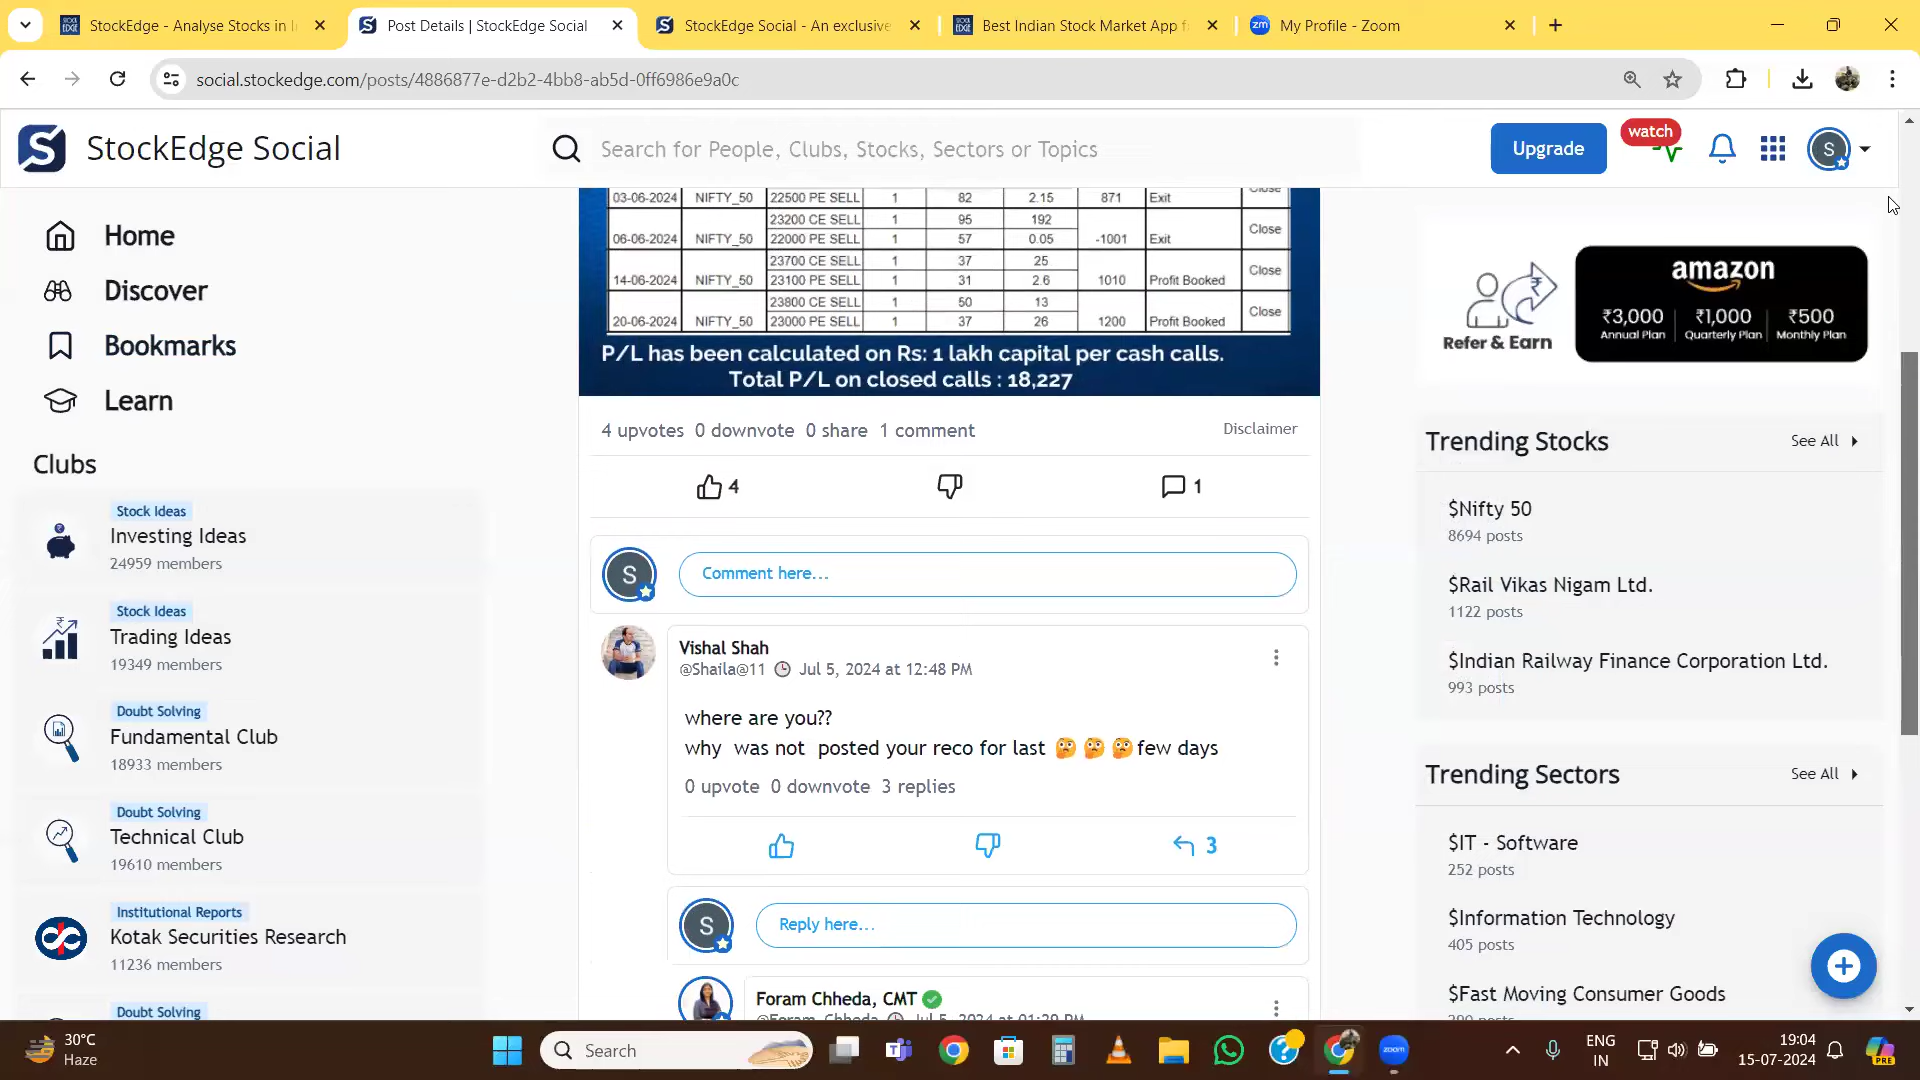 StockEdge - Analyse Stocks in I
Post Details | StockEdge Social
StockEdge Social - An exclusive
Best Indian Stock Market App f
zm My Profile - Zoom
social.stockedge.com/posts/4886877e-d2b2-4bb8-ab5d-0ff6986e9a0c
StockEdge Social
Search for People, Clubs, Stocks, Sectors or Topics
Upgrade
watch
S
Home
Discover
Bookmarks
Learn
Clubs
Stock Ideas
Investing Ideas
24959 members
Stock Ideas
Trading Ideas
19349 members
Doubt Solving
Fundamental Club
18933 members
Doubt Solving
Technical Club
19610 members
Institutional Reports
Kotak Securities Research
11236 members
Doubt Solving
03-06-2024 NIFTY_50 22500 PE SELL 1 82 2.15 871 Exit Close
23200 CE SELL 1 95 192
06-06-2024 NIFTY_50 22000 PE SELL 1 57 0.05 -1001 Exit Close
23700 CE SELL 1 37 25
14-06-2024 NIFTY_50 23100 PE SELL 1 31 2.6 1010 Profit Booked Close
23800 CE SELL 1 50 13
20-06-2024 NIFTY_50 23000 PE SELL 1 37 26 1200 Profit Booked Close
P/L has been calculated on Rs: 1 lakh capital per cash calls.
Total P/L on closed calls : 18,227
4 upvotes 0 downvote 0 share 1 comment
Disclaimer
4
1
S
Comment here...
Vishal Shah
@Shaila@11 Jul 5, 2024 at 12:48 PM
where are you??
why was not posted your reco for last 🤔🤔🤔few days
0 upvote 0 downvote 3 replies
3
S
Reply here...
Foram Chheda, CMT
@Foram_Chheda Jul 5, 2024 at 01:29 PM
Refer & Earn
amazon
₹3,000 ₹1,000 ₹500
Annual Plan Quarterly Plan Monthly Plan
Trending Stocks
See All
$Nifty 50
8694 posts
$Rail Vikas Nigam Ltd.
1122 posts
$Indian Railway Finance Corporation Ltd.
993 posts
Trending Sectors
See All
$IT - Software
252 posts
$Information Technology
405 posts
$Fast Moving Consumer Goods
30°C
Haze
Search
zoom
ENG
IN
19:04
15-07-2024
PRE